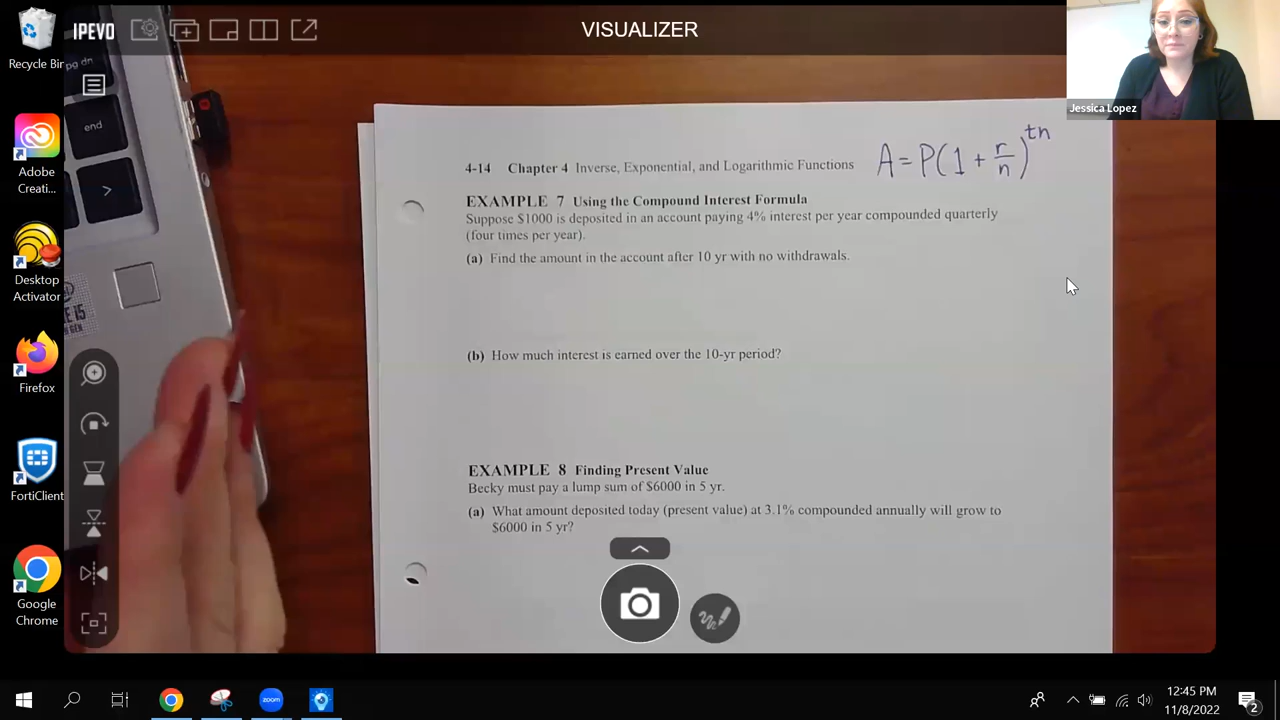 Recycle Bin
Adobe
Creati...
Desktop
Activator
Firefox
FortiClient
Google
Chrome
IPEVO
VISUALIZER
Jessica Lopez
pg dn
end
4-14 Chapter 4 Inverse, Exponential, and Logarithmic Functions
A = P(1 + r/n)^tn
EXAMPLE 7 Using the Compound Interest Formula
Suppose $1000 is deposited in an account paying 4% interest per year compounded quarterly
(four times per year).
(a) Find the amount in the account after 10 yr with no withdrawals.
(b) How much interest is earned over the 10-yr period?
EXAMPLE 8 Finding Present Value
Becky must pay a lump sum of $6000 in 5 yr.
(a) What amount deposited today (present value) at 3.1% compounded annually will grow to
$6000 in 5 yr?
zoom
12:45 PM
11/8/2022
2